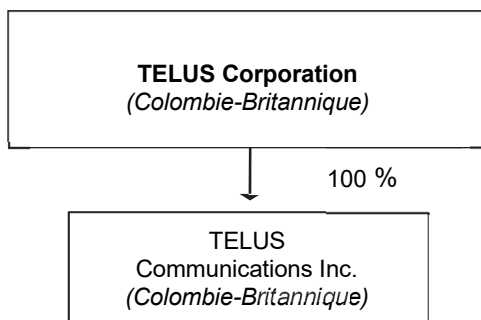 TELUS Corporation
(Colombie-Britannique)
100 %
TELUS
Communications Inc.
(Colombie-Britannique)